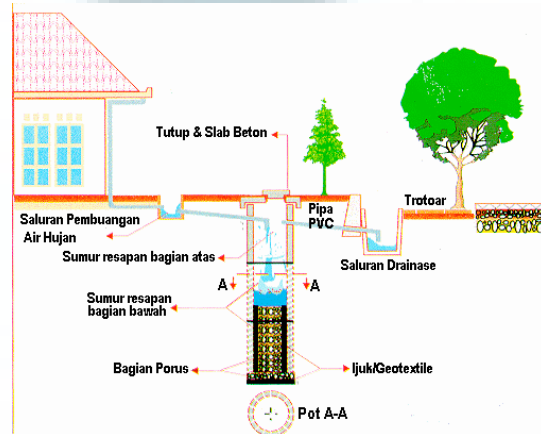 Tutup & Slab Beton
Trotoar
Pipa
PVC
Saluran Pembuangan
Air Hujan
Sumur resapan bagian atas
Saluran Drainase
A
A
Sumur resapan
bagian bawah
Bagian Porus
Ijuk/Geotextile
Pot A-A